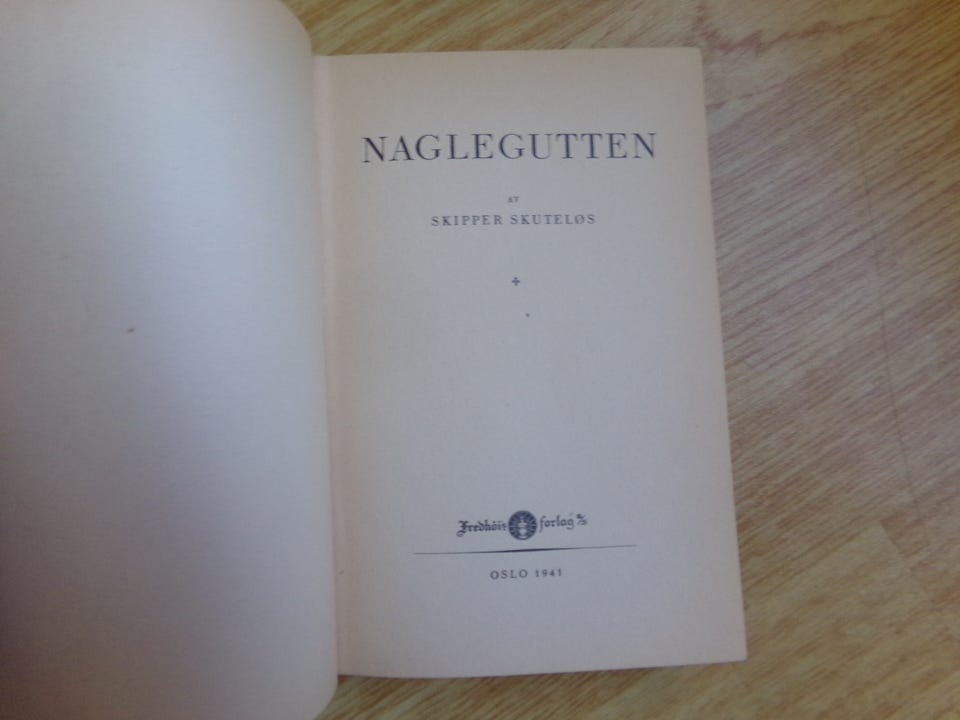 NAGLEGUTTEN
AV
SKIPPER SKUTELØS
Fredhøis forlag A/S
OSLO 1941